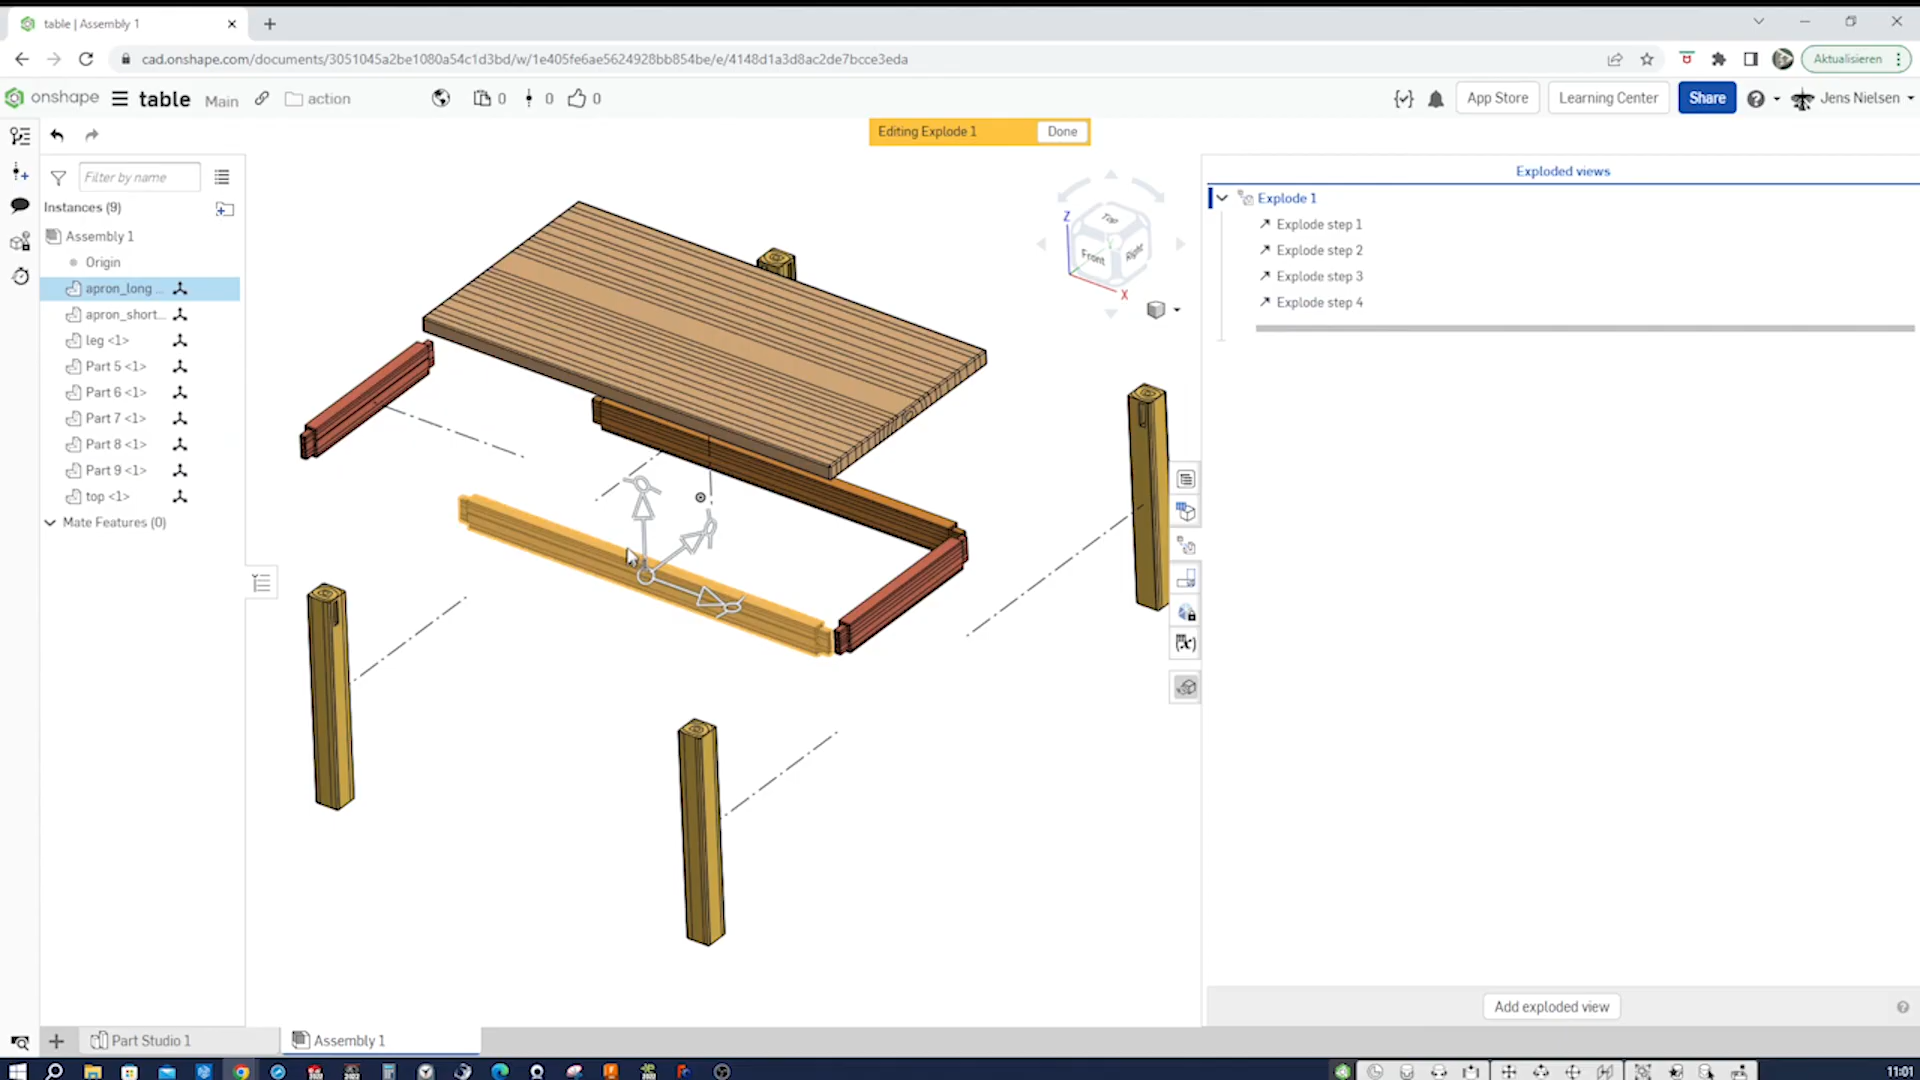 table | Assembly 1
cad.onshape.com/documents/3051045a2be1080a54c1d3bd/w/1e405fe6ae5624928bb854be/e/4148d1a3d8ac2de7bcce3eda
Aktualisieren
onshape
table
Main
action
0
0
0
App Store
Learning Center
Share
Jens Nielsen
Editing Explode 1
Done
Filter by name
Instances (9)
Assembly 1
Origin
apron_long ...
apron_short...
leg <1>
Part 5 <1>
Part 6 <1>
Part 7 <1>
Part 8 <1>
Part 9 <1>
top <1>
Mate Features (0)
Z
Top
Front
Right
X
Exploded views
Explode 1
Explode step 1
Explode step 2
Explode step 3
Explode step 4
Add exploded view
Part Studio 1
Assembly 1
11:01